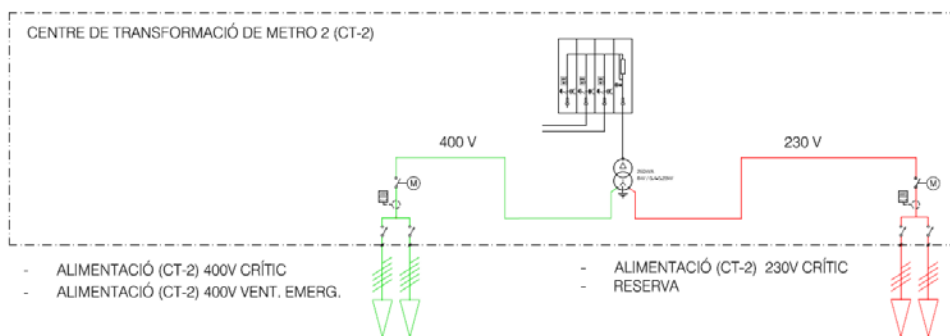 CENTRE DE TRANSFORMACIÓ DE METRO 2 (CT-2)
400 V
230 V
M
M
- ALIMENTACIÓ (CT-2) 400V CRÍTIC
- ALIMENTACIÓ (CT-2) 400V VENT. EMERG.
- ALIMENTACIÓ (CT-2) 230V CRÍTIC
- RESERVA